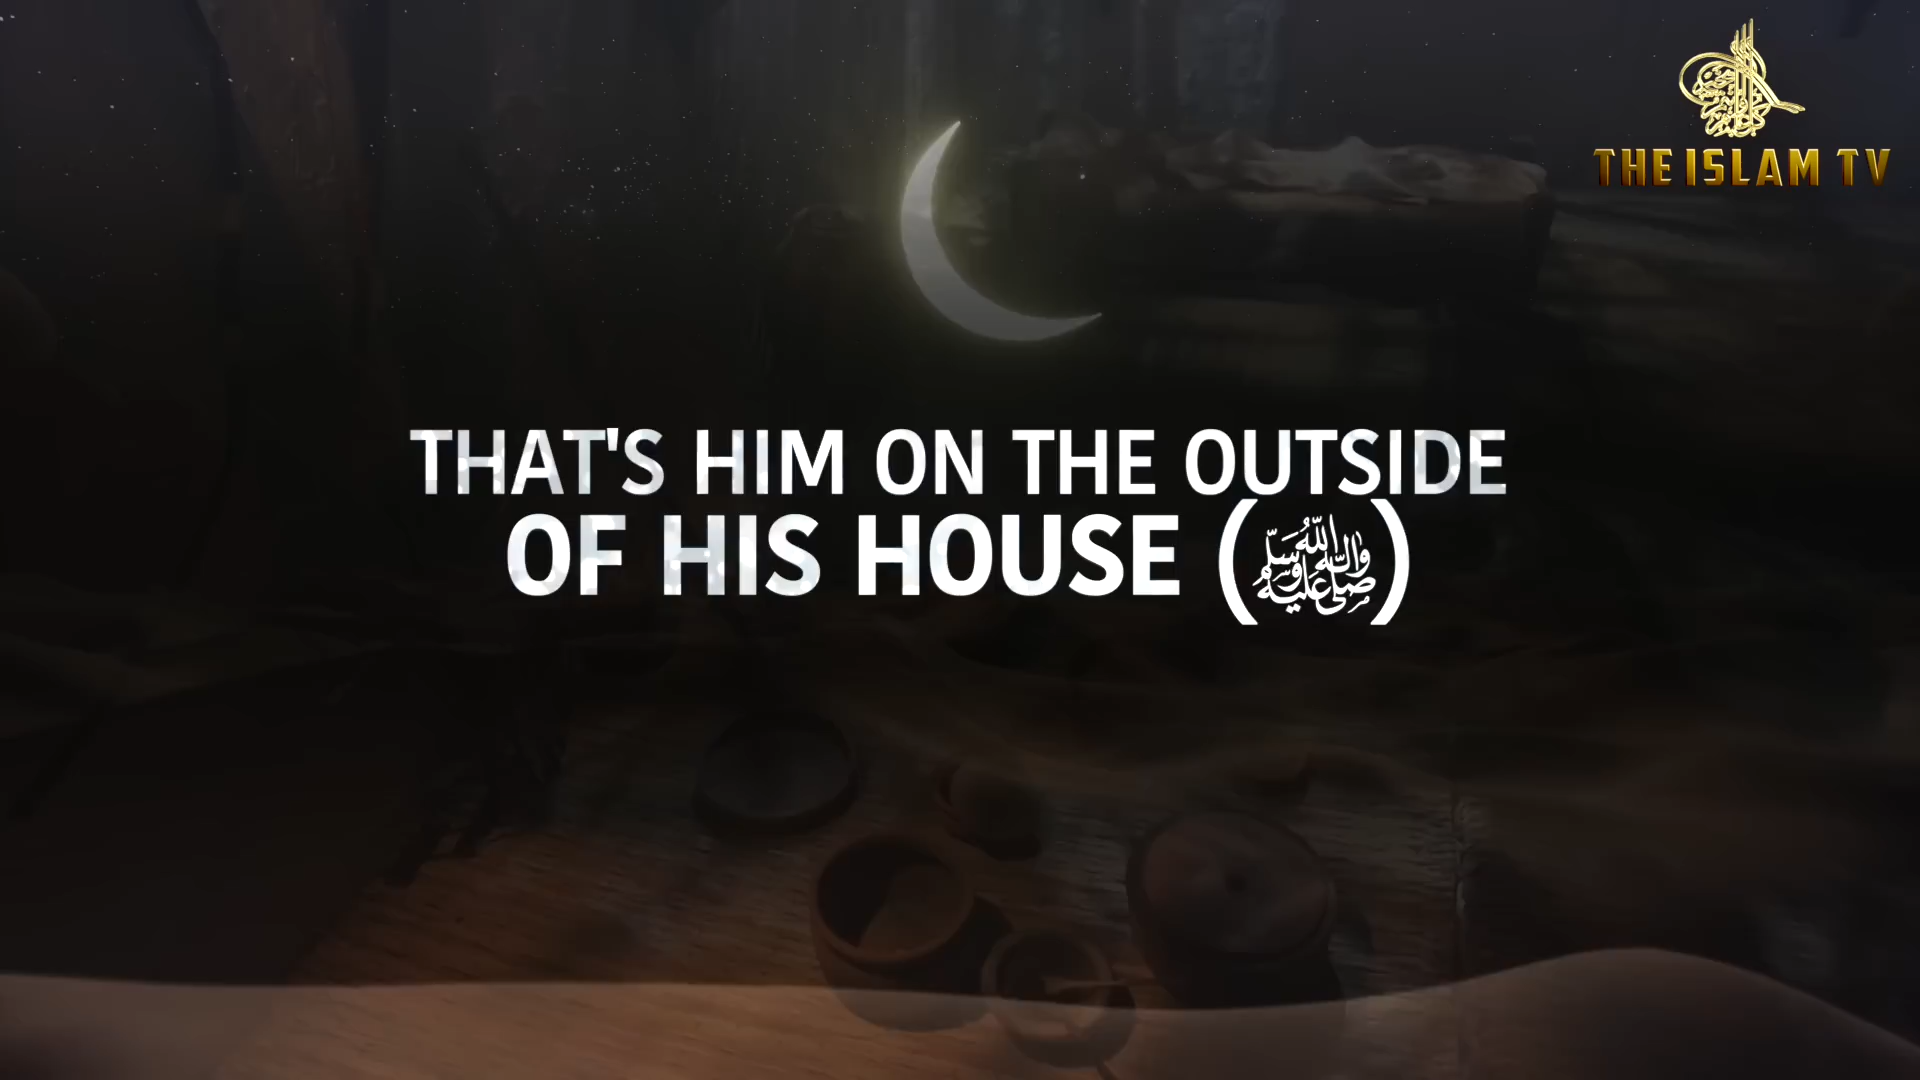 THE ISLAM TV
THAT'S HIM ON THE OUTSIDE
OF HIS HOUSE (صلى الله عليه وآله وسلم)